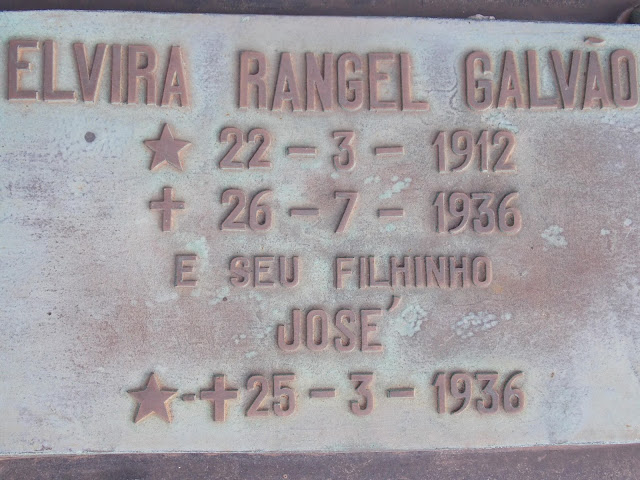 ELVIRA RANGEL GALVÃO
★ 22 - 3 - 1912
✝ 26 - 7 - 1936
E SEU FILHINHO
JOSÉ
★-✝ 25 - 3 - 1936